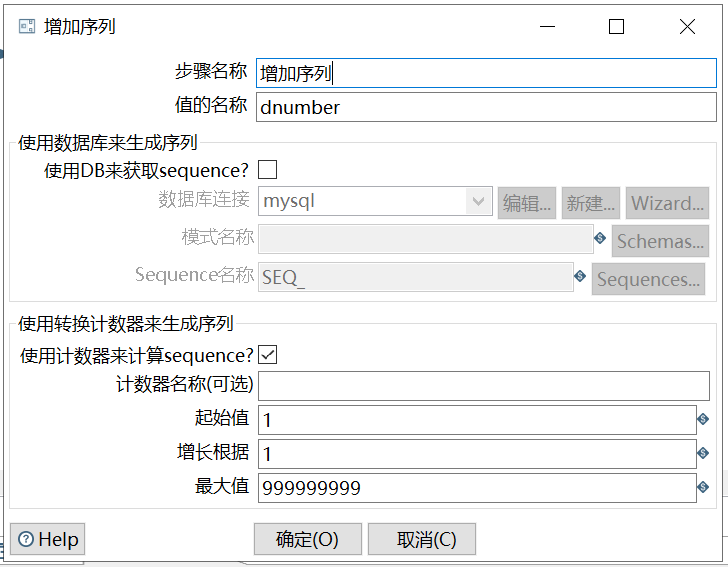 增加序列
步骤名称 增加序列
值的名称 dnumber
使用数据库来生成序列
使用DB来获取sequence?
数据库连接 mysql 编辑... 新建... Wizard...
模式名称 Schemas...
Sequence名称 SEQ_ Sequences...
使用转换计数器来生成序列
使用计数器来计算sequence?
计数器名称(可选)
起始值 1
增长根据 1
最大值 999999999
Help 确定(O) 取消(C)